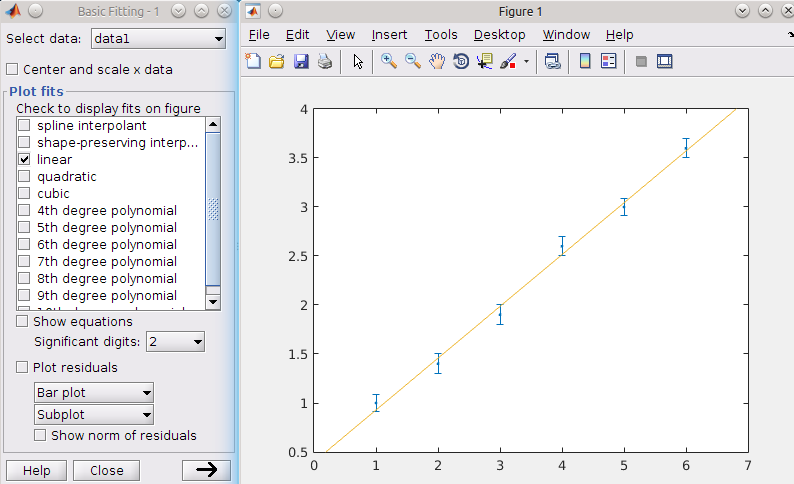 Basic Fitting - 1
Select data: data1
Center and scale x data
Plot fits
Check to display fits on figure
spline interpolant
shape-preserving interp...
linear
quadratic
cubic
4th degree polynomial
5th degree polynomial
6th degree polynomial
7th degree polynomial
8th degree polynomial
9th degree polynomial
Show equations
Significant digits: 2
Plot residuals
Bar plot
Subplot
Show norm of residuals
Help Close
Figure 1
File Edit View Insert Tools Desktop Window Help
4
3.5
3
2.5
2
1.5
1
0.5
0 1 2 3 4 5 6 7